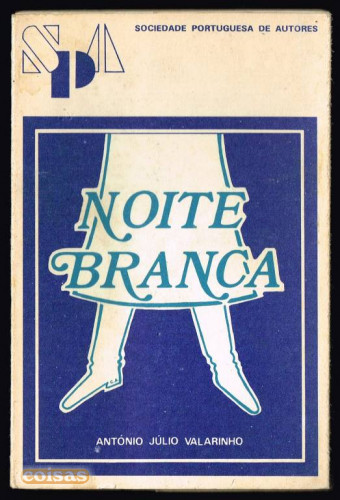 SPA
SOCIEDADE PORTUGUESA DE AUTORES
NOITE
BRANCA
ANTÓNIO JÚLIO VALARINHO
coisas